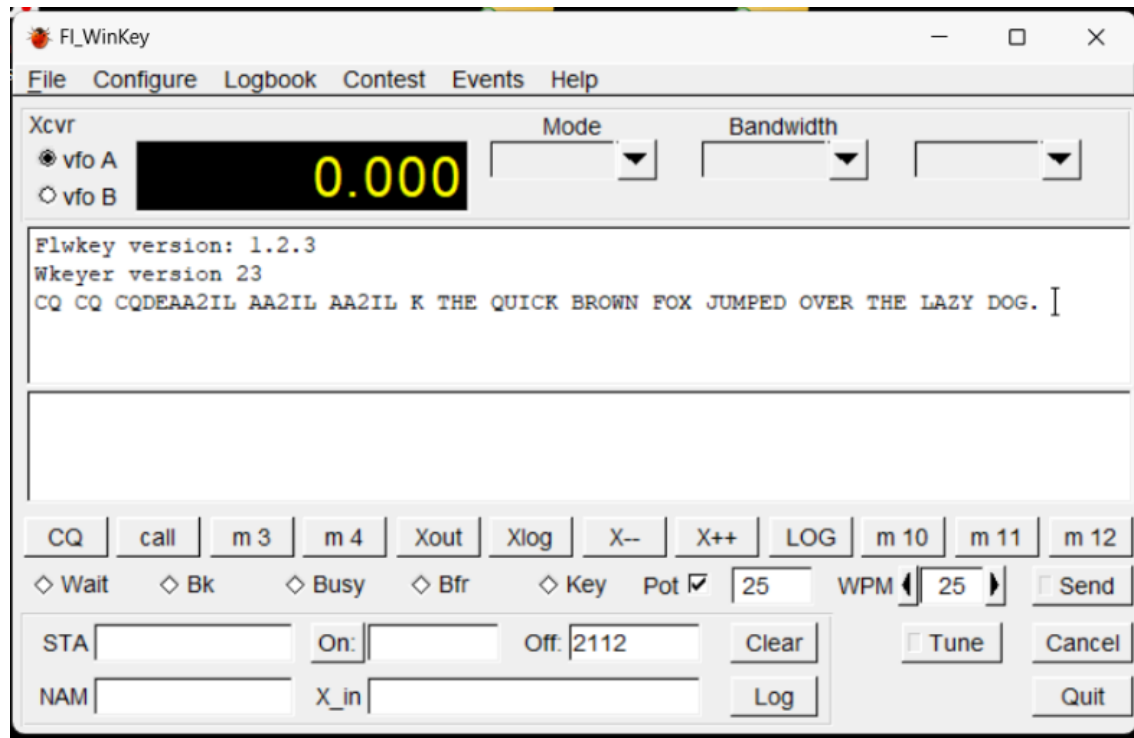 Fl_WinKey
File Configure Logbook Contest Events Help
Xcvr Mode Bandwidth
vfo A
0.000
vfo B
Flwkey version: 1.2.3
Wkeyer version 23
CQ CQ CQDEAA2IL AA2IL AA2IL K THE QUICK BROWN FOX JUMPED OVER THE LAZY DOG.
CQ call m 3 m 4 Xout Xlog X-- X++ LOG m 10 m 11 m 12
Wait Bk Busy Bfr Key Pot 25 WPM 25 Send
STA On: Off: 2112 Clear Tune Cancel
NAM X_in Log Quit